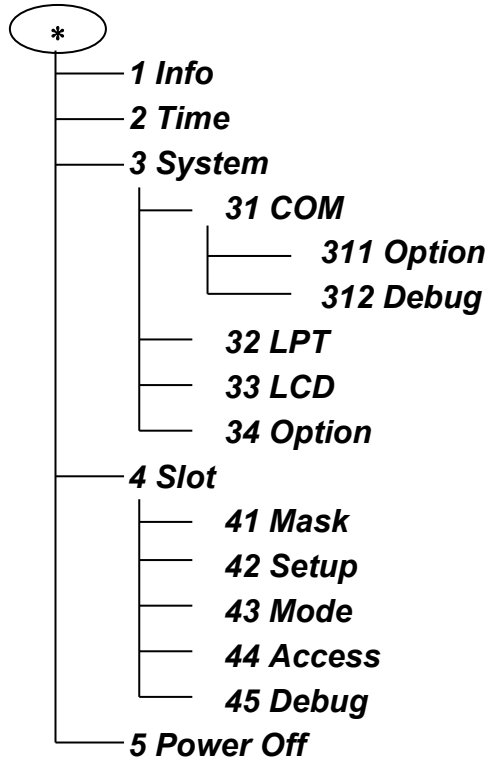 *
1 Info
2 Time
3 System
31 COM
311 Option
312 Debug
32 LPT
33 LCD
34 Option
4 Slot
41 Mask
42 Setup
43 Mode
44 Access
45 Debug
5 Power Off